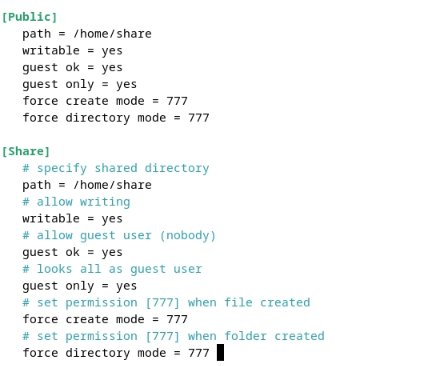 [Public]
   path = /home/share
   writable = yes
   guest ok = yes
   guest only = yes
   force create mode = 777
   force directory mode = 777

[Share]
   # specify shared directory
   path = /home/share
   # allow writing
   writable = yes
   # allow guest user (nobody)
   guest ok = yes
   # looks all as guest user
   guest only = yes
   # set permission [777] when file created
   force create mode = 777
   # set permission [777] when folder created
   force directory mode = 777